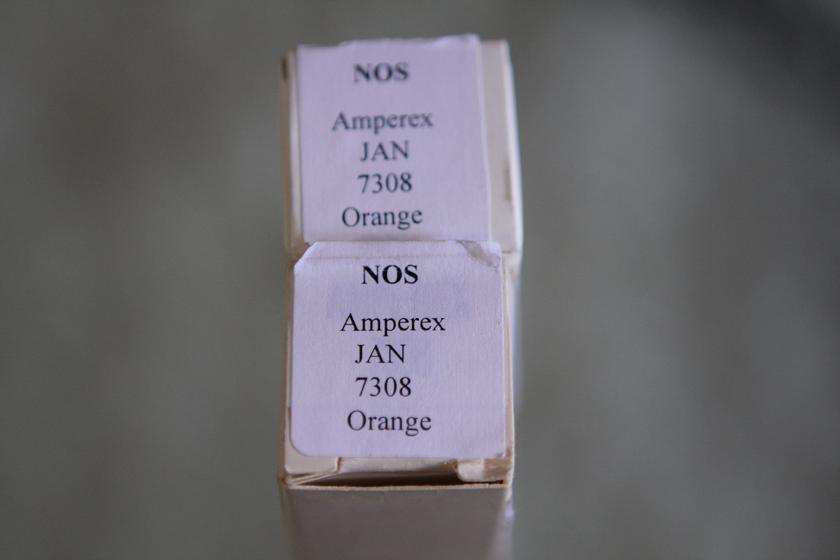 NOS
Amperex
JAN
7308
Orange
NOS
Amperex
JAN
7308
Orange